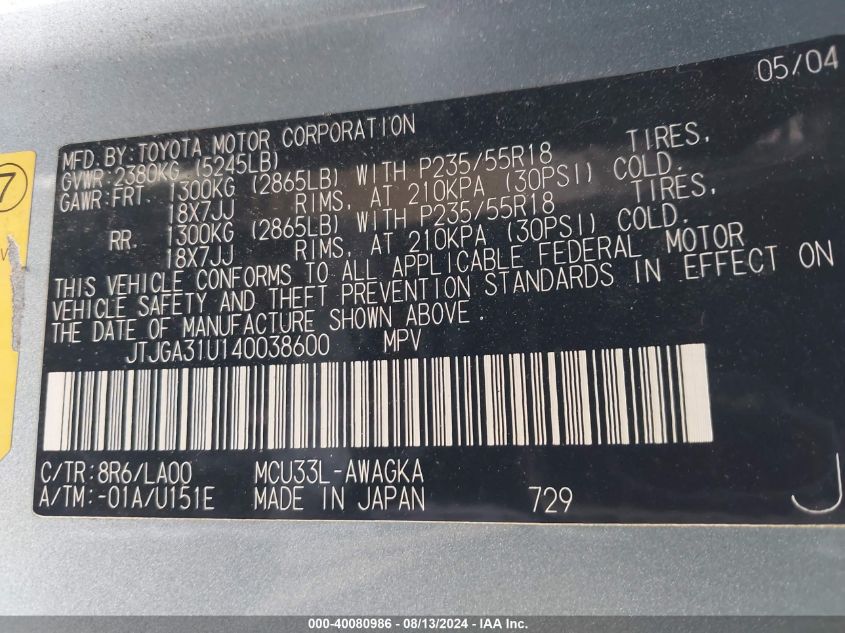 05/04
MFD. BY: TOYOTA MOTOR CORPORATION
GVWR: 2380KG (5245LB)
GAWR: FRT. 1300KG (2865LB) WITH P235/55R18 TIRES,
18X7JJ RIMS, AT 210KPA (30PSI) COLD.
RR. 1300KG (2865LB) WITH P235/55R18 TIRES,
18X7JJ RIMS, AT 210KPA (30PSI) COLD.
THIS VEHICLE CONFORMS TO ALL APPLICABLE FEDERAL MOTOR
VEHICLE SAFETY AND THEFT PREVENTION STANDARDS IN EFFECT ON
THE DATE OF MANUFACTURE SHOWN ABOVE.
JTJGA31U140038600 MPV
C/TR: 8R6/LA00 MCU33L-AWAGKA
A/TM: -01A/U151E MADE IN JAPAN 729
J
7
000-40080986 - 08/13/2024 - IAA Inc.